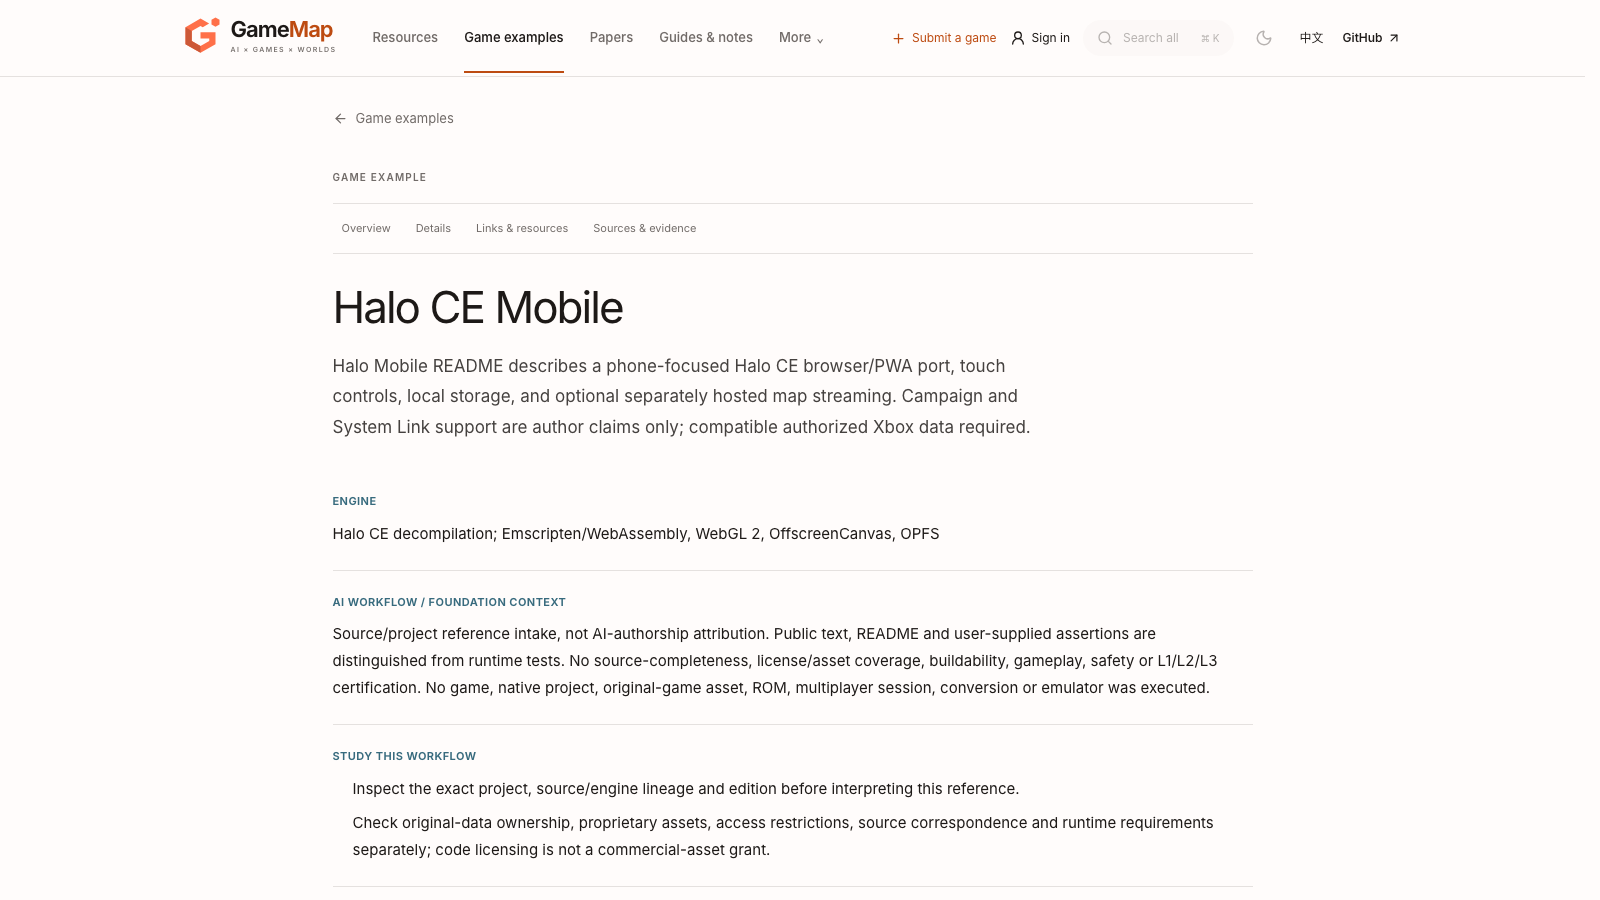 GameMap
AI × GAMES × WORLDS
Resources
Game examples
Papers
Guides & notes
More
Submit a game
Sign in
Search all
⌘ K
中文
GitHub
Game examples
GAME EXAMPLE
Overview
Details
Links & resources
Sources & evidence
Halo CE Mobile
Halo Mobile README describes a phone-focused Halo CE browser/PWA port, touch
controls, local storage, and optional separately hosted map streaming. Campaign and
System Link support are author claims only; compatible authorized Xbox data required.
ENGINE
Halo CE decompilation; Emscripten/WebAssembly, WebGL 2, OffscreenCanvas, OPFS
AI WORKFLOW / FOUNDATION CONTEXT
Source/project reference intake, not AI-authorship attribution. Public text, README and user-supplied assertions are
distinguished from runtime tests. No source-completeness, license/asset coverage, buildability, gameplay, safety or L1/L2/L3
certification. No game, native project, original-game asset, ROM, multiplayer session, conversion or emulator was executed.
STUDY THIS WORKFLOW
Inspect the exact project, source/engine lineage and edition before interpreting this reference.
Check original-data ownership, proprietary assets, access restrictions, source correspondence and runtime requirements
separately; code licensing is not a commercial-asset grant.